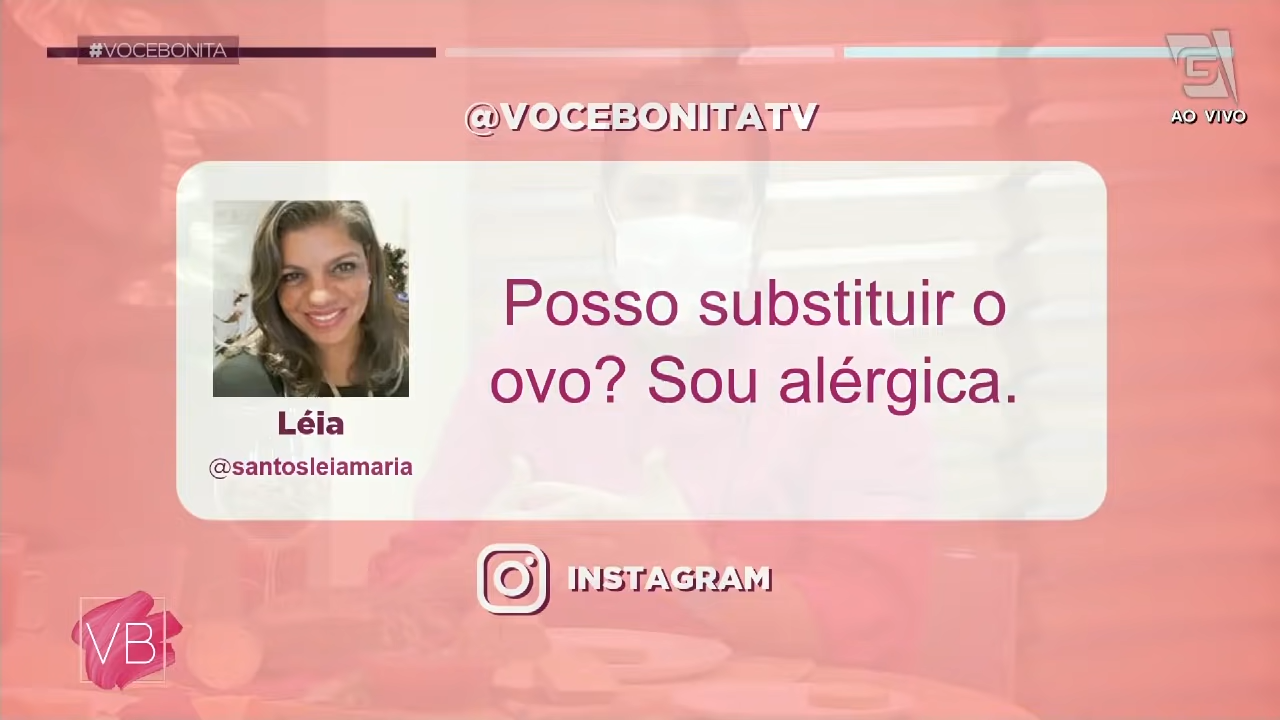 #VOCEBONITA
G
AO VIVO
@VOCEBONITATV
Posso substituir o
ovo? Sou alérgica.
Léia
@santosleiamaria
INSTAGRAM
VB